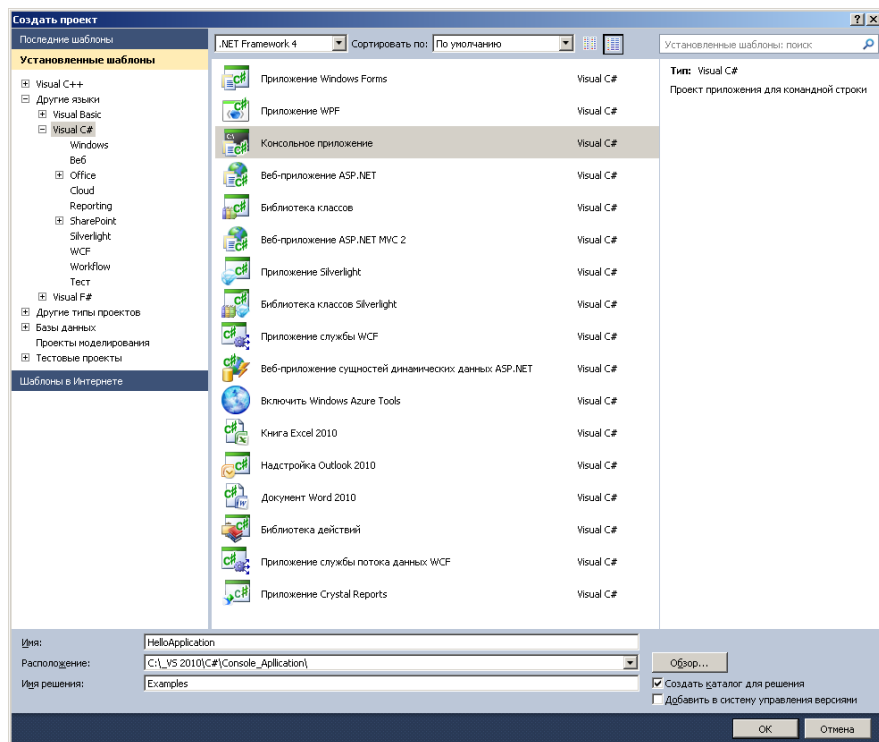 Создать проект
Последние шаблоны
Установленные шаблоны
Visual C++
Другие языки
Visual Basic
Visual C#
Windows
Веб
Office
Cloud
Reporting
SharePoint
Silverlight
WCF
Workflow
Тест
Visual F#
Другие типы проектов
Базы данных
Проекты моделирования
Тестовые проекты
Шаблоны в Интернете
.NET Framework 4 Сортировать по: По умолчанию
Приложение Windows Forms Visual C#
Приложение WPF Visual C#
Консольное приложение Visual C#
Веб-приложение ASP.NET Visual C#
Библиотека классов Visual C#
Веб-приложение ASP.NET MVC 2 Visual C#
Приложение Silverlight Visual C#
Библиотека классов Silverlight Visual C#
Приложение службы WCF Visual C#
Веб-приложение сущностей динамических данных ASP.NET Visual C#
Включить Windows Azure Tools Visual C#
Книга Excel 2010 Visual C#
Надстройка Outlook 2010 Visual C#
Документ Word 2010 Visual C#
Библиотека действий Visual C#
Приложение службы потока данных WCF Visual C#
Приложение Crystal Reports Visual C#
Установленные шаблоны: поиск
Тип: Visual C#
Проект приложения для командной строки
Имя: HelloApplication
Расположение: C:\_VS 2010\C#\Console_Apllication\ Обзор...
Имя решения: Examples
Создать каталог для решения
Добавить в систему управления версиями
OK Отмена